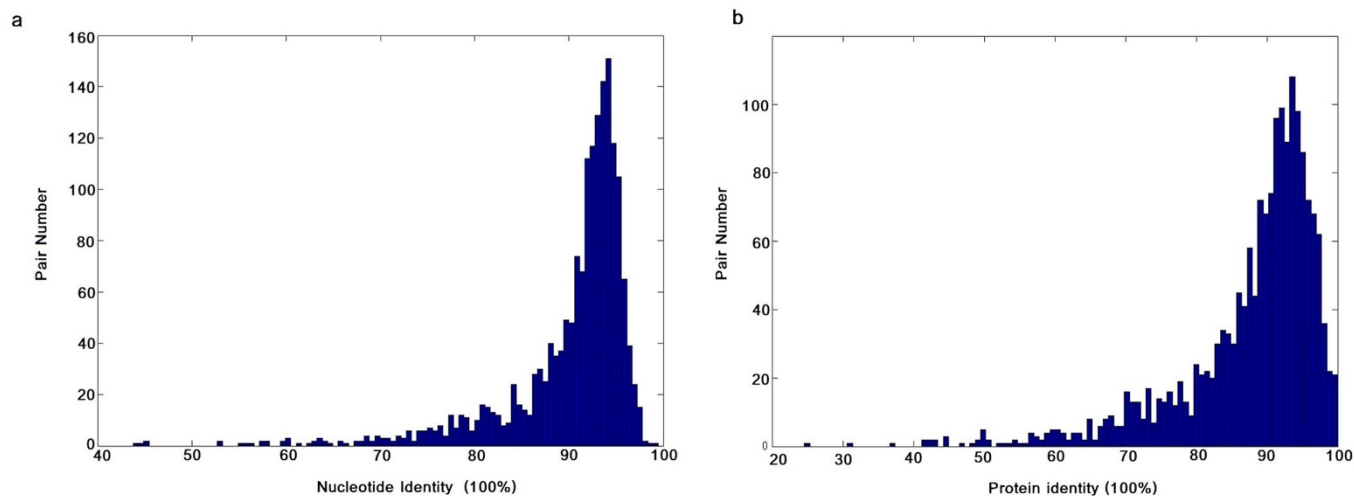 a
160
140
120
100
80
60
40
20
0
40 50 60 70 80 90 100
Pair Number
Nucleotide Identity (100%)
b
100
80
60
40
20
0
20 30 40 50 60 70 80 90 100
Pair Number
Protein identity (100%)